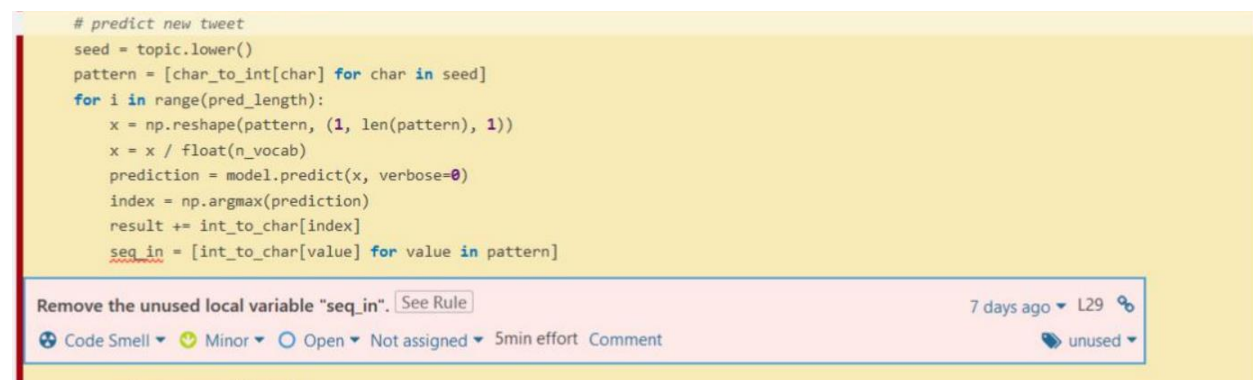 # predict new tweet
seed = topic.lower()
pattern = [char_to_int[char] for char in seed]
for i in range(pred_length):
x = np.reshape(pattern, (1, len(pattern), 1))
x = x / float(n_vocab)
prediction = model.predict(x, verbose=0)
index = np.argmax(prediction)
result += int_to_char[index]
seq_in = [int_to_char[value] for value in pattern]
Remove the unused local variable "seq_in". See Rule 7 days ago L29
Code Smell Minor Open Not assigned 5min effort Comment unused